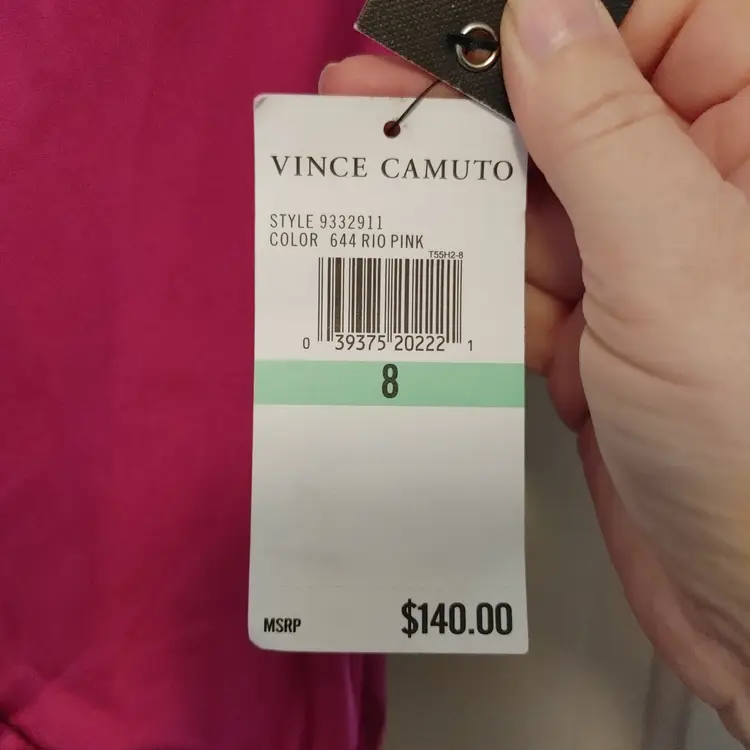 VINCE CAMUTO
STYLE 9332911
COLOR 644 RIO PINK
T55H2-8
0 39375 20222 1
8
MSRP $140.00